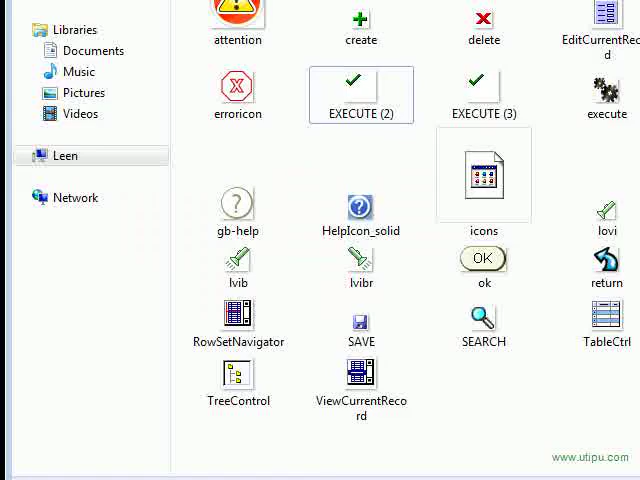 Libraries
Documents
Music
Pictures
Videos
Leen
Network
attention
create
delete
EditCurrentRecor
d
erroricon
EXECUTE (2)
EXECUTE (3)
execute
gb-help
HelpIcon_solid
icons
lovi
lvib
lvibr
OK
ok
return
RowSetNavigator
SAVE
SEARCH
TableCtrl
TreeControl
ViewCurrentReco
rd
www.utipu.com